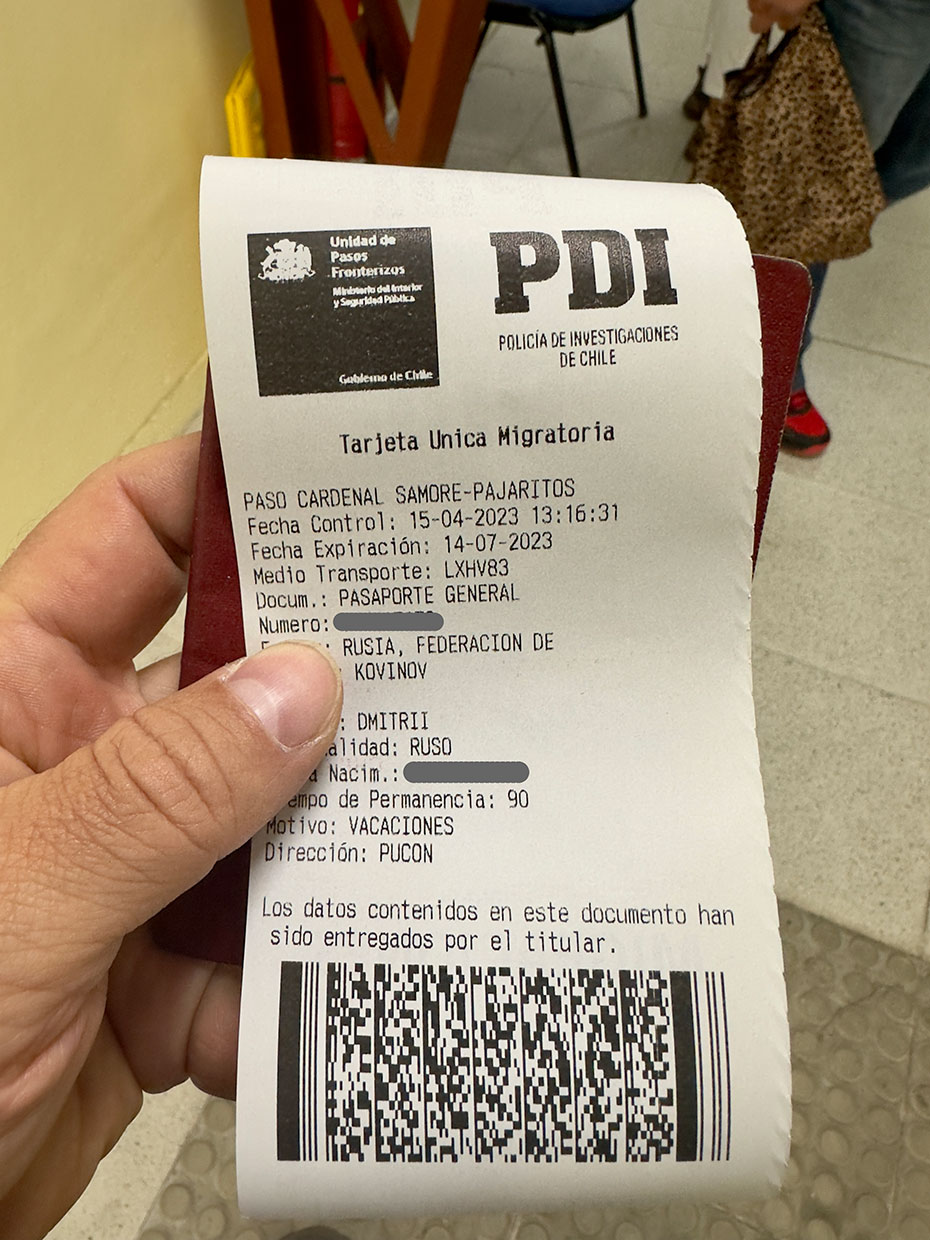 Unidad de
Pasos
Fronterizos
Ministerio del Interior
y Seguridad Pública
Gobierno de Chile
PDI
POLICÍA DE INVESTIGACIONES
DE CHILE
Tarjeta Unica Migratoria
PASO CARDENAL SAMORE-PAJARITOS
Fecha Control: 15-04-2023 13:16:31
Fecha Expiración: 14-07-2023
Medio Transporte: LXHV83
Docum.: PASAPORTE GENERAL
Numero:
RUSIA, FEDERACION DE
KOVINOV
: DMITRII
alidad: RUSO
a Nacim.:
empo de Permanencia: 90
Motivo: VACACIONES
Dirección: PUCON
Los datos contenidos en este documento han
sido entregados por el titular.